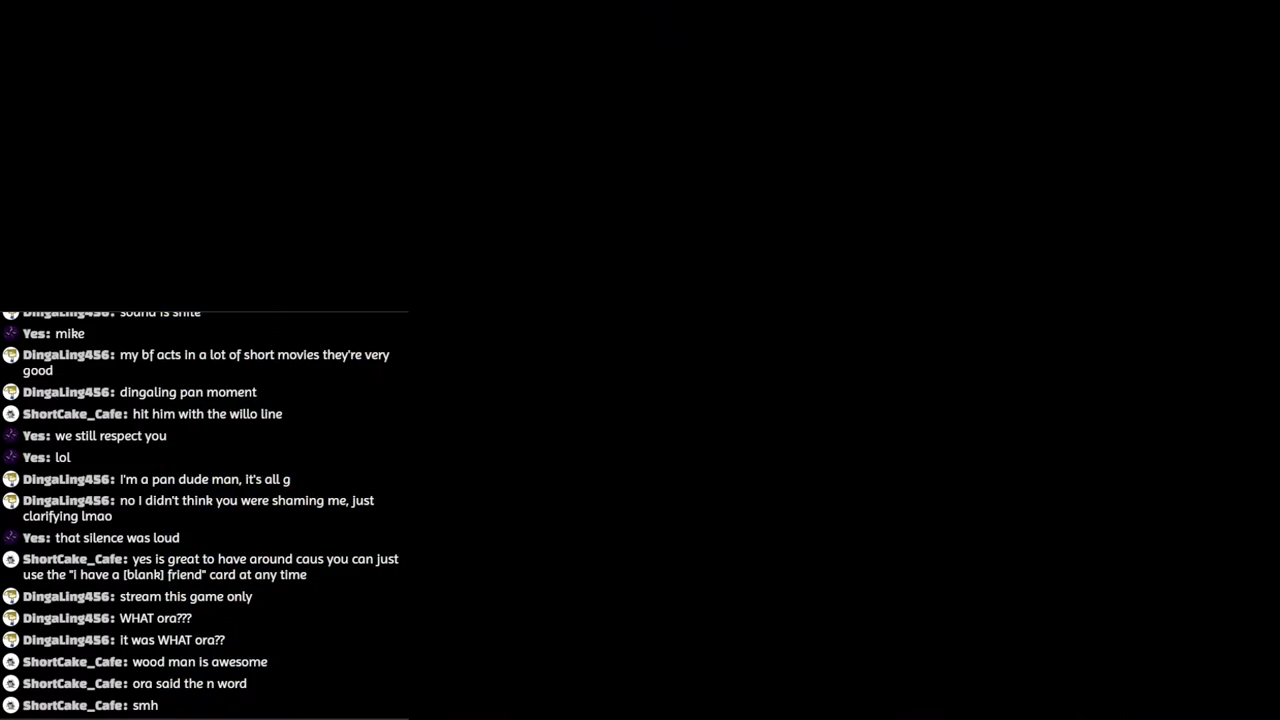 DingaLing456: sound is shite
Yes: mike
DingaLing456: my bf acts in a lot of short movies they're very
good
DingaLing456: dingaling pan moment
ShortCake_Cafe: hit him with the willo line
Yes: we still respect you
Yes: lol
DingaLing456: I'm a pan dude man, it's all g
DingaLing456: no I didn't think you were shaming me, just
clarifying lmao
Yes: that silence was loud
ShortCake_Cafe: yes is great to have around caus you can just
use the "i have a [blank] friend" card at any time
DingaLing456: stream this game only
DingaLing456: WHAT ora???
DingaLing456: it was WHAT ora??
ShortCake_Cafe: wood man is awesome
ShortCake_Cafe: ora said the n word
ShortCake_Cafe: smh